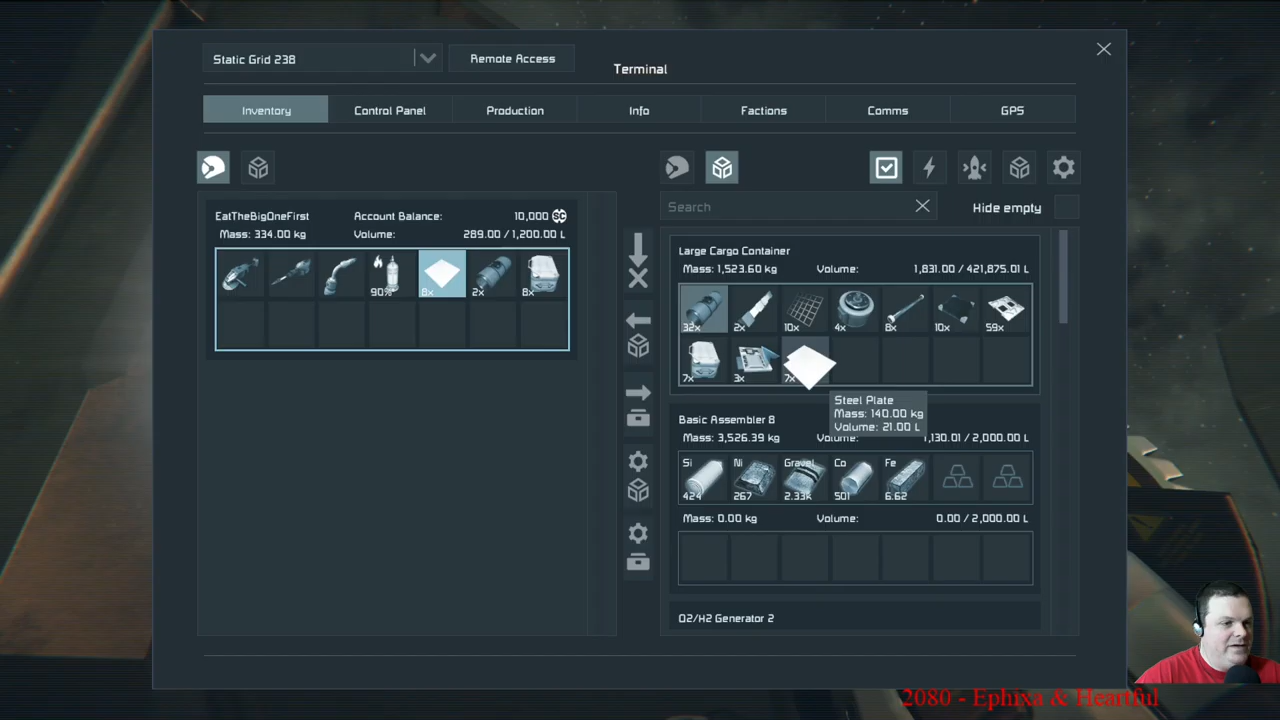 Static Grid 238
Remote Access
Terminal
Inventory
Control Panel
Production
Info
Factions
Comms
GPS
EatTheBigOneFirst
Account Balance:
10,000 SC
Mass: 334.00 kg
Volume:
289.00 / 1,200.00 L
90%
8x
2x
8x
Search
Hide empty
Large Cargo Container
Mass: 1,523.60 kg
Volume:
1,831.00 / 421,875.01 L
32x
2x
10x
4x
8x
10x
59x
7x
3x
7x
Steel Plate
Mass: 140.00 kg
Volume: 21.00 L
Basic Assembler 8
Mass: 3,526.39 kg
Volume:
1,130.01 / 2,000.00 L
Si
Ni
Gravel
Co
Fe
424
267
2.33k
501
6.62
Mass: 0.00 kg
Volume:
0.00 / 2,000.00 L
O2/H2 Generator 2
2080 - Ephixa & Heartful